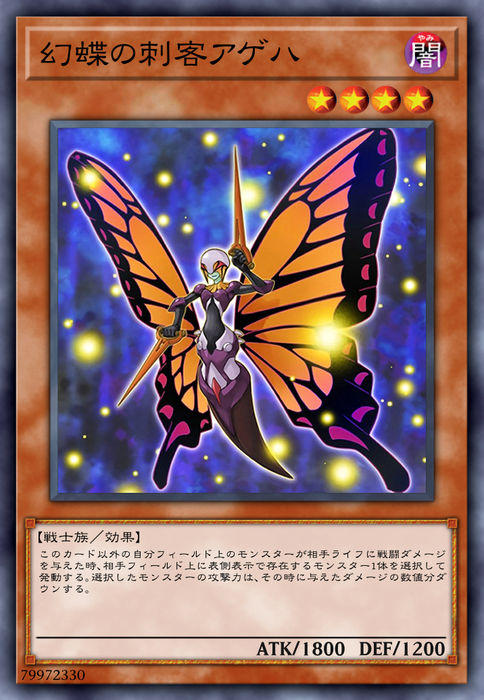 幻蝶の刺客アゲハ
やみ
闇
【戦士族／効果】
このカード以外の自分フィールド上のモンスターが相手ライフに戦闘ダメージ
を与えた時、相手フィールド上に表側表示で存在するモンスター1体を選択して
発動する。選択したモンスターの攻撃力は、その時に与えたダメージの数値分ダ
ウンする。
ATK/1800 DEF/1200
79972330